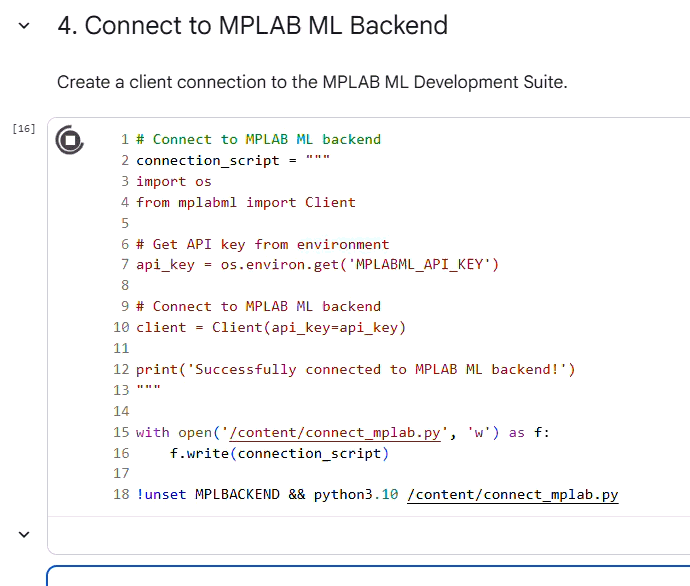 4. Connect to MPLAB ML Backend
Create a client connection to the MPLAB ML Development Suite.
[16]
1 # Connect to MPLAB ML backend
2 connection_script = """
3 import os
4 from mplabml import Client
5
6 # Get API key from environment
7 api_key = os.environ.get('MPLABML_API_KEY')
8
9 # Connect to MPLAB ML backend
10 client = Client(api_key=api_key)
11
12 print('Successfully connected to MPLAB ML backend!')
13 """
14
15 with open('/content/connect_mplab.py', 'w') as f:
16     f.write(connection_script)
17
18 !unset MPLBACKEND && python3.10 /content/connect_mplab.py